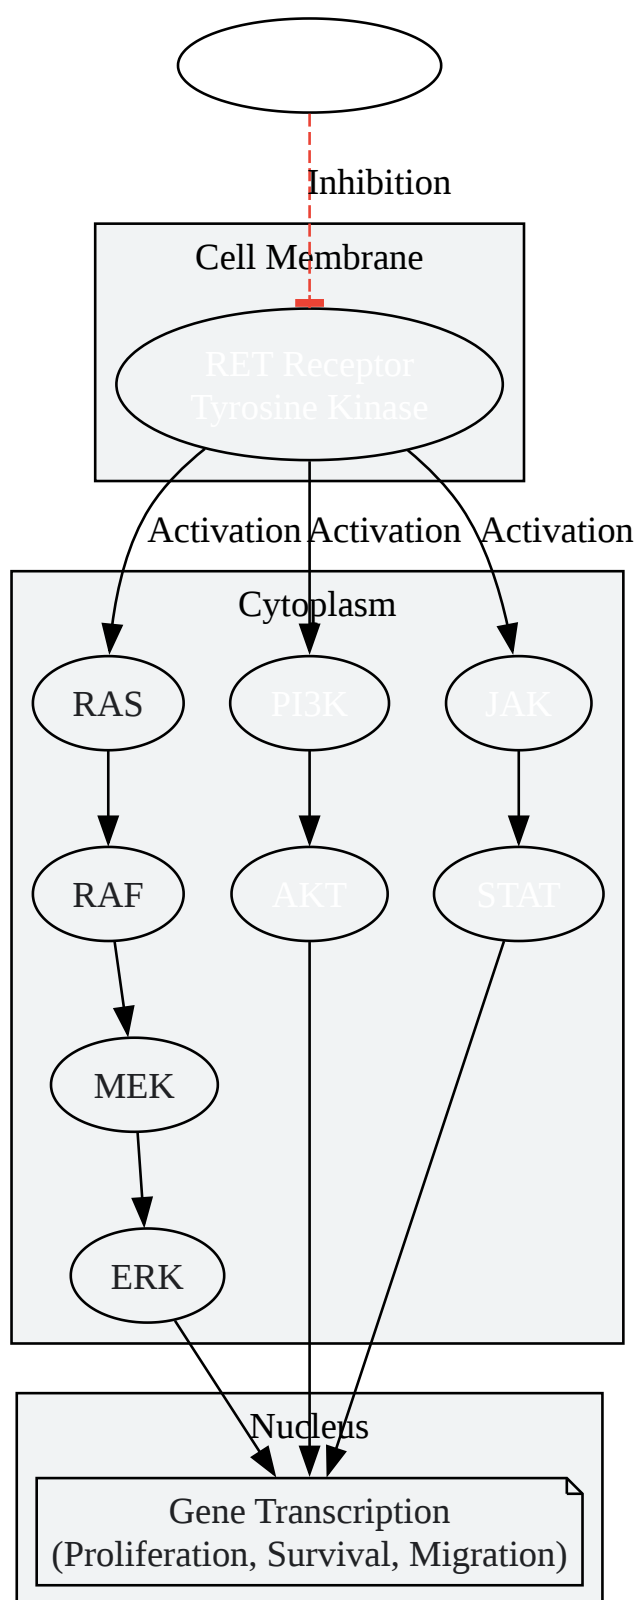 Inhibition
Cell Membrane
RET Receptor
Tyrosine Kinase
Activation Activation Activation
Cytoplasm
RAS PI3K JAK
RAF AKT STAT
MEK
ERK
Nucleus
Gene Transcription
(Proliferation, Survival, Migration)